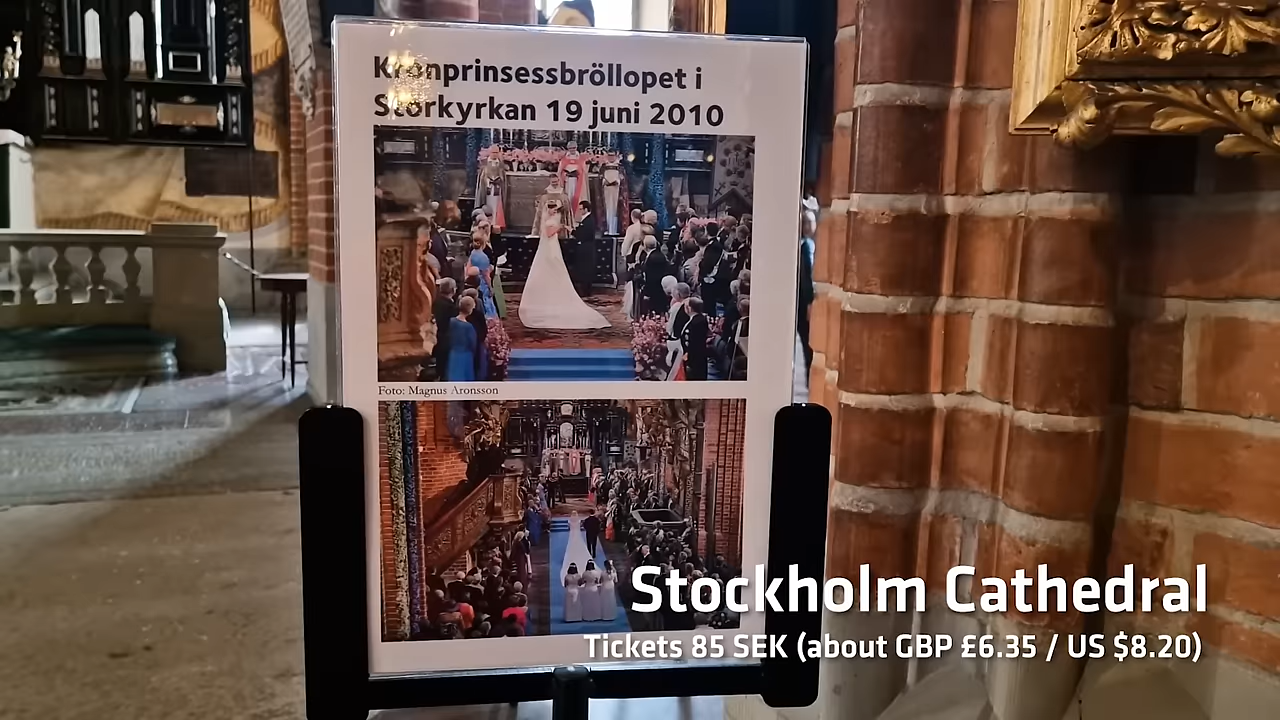 Kronprinsessbröllopet i
Storkyrkan 19 juni 2010
Foto: Magnus Aronsson
Stockholm Cathedral
Tickets 85 SEK (about GBP £6.35 / US $8.20)